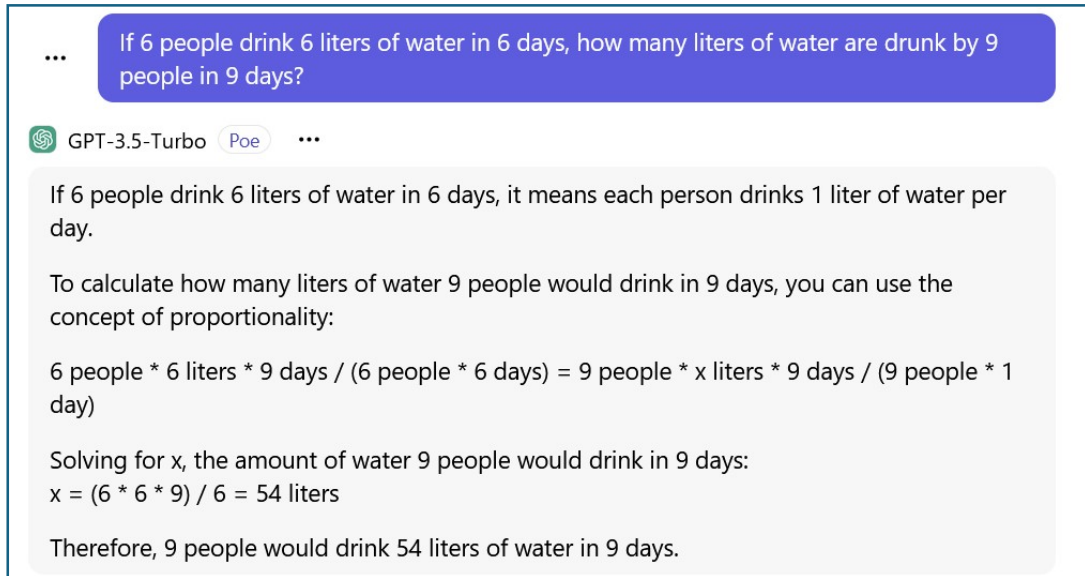 If 6 people drink 6 liters of water in 6 days, how many liters of water are drunk by 9
people in 9 days?
GPT-3.5-Turbo Poe
If 6 people drink 6 liters of water in 6 days, it means each person drinks 1 liter of water per
day.
To calculate how many liters of water 9 people would drink in 9 days, you can use the
concept of proportionality:
6 people * 6 liters * 9 days / (6 people * 6 days) = 9 people * x liters * 9 days / (9 people * 1
day)
Solving for x, the amount of water 9 people would drink in 9 days:
x = (6 * 6 * 9) / 6 = 54 liters
Therefore, 9 people would drink 54 liters of water in 9 days.